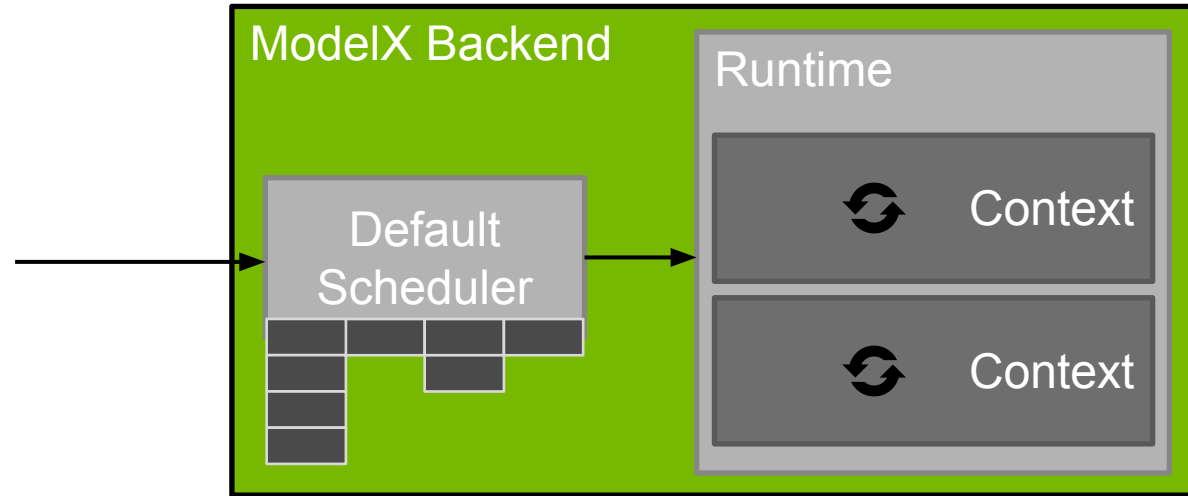 ModelX Backend
Runtime
Default
Scheduler
Context
Context